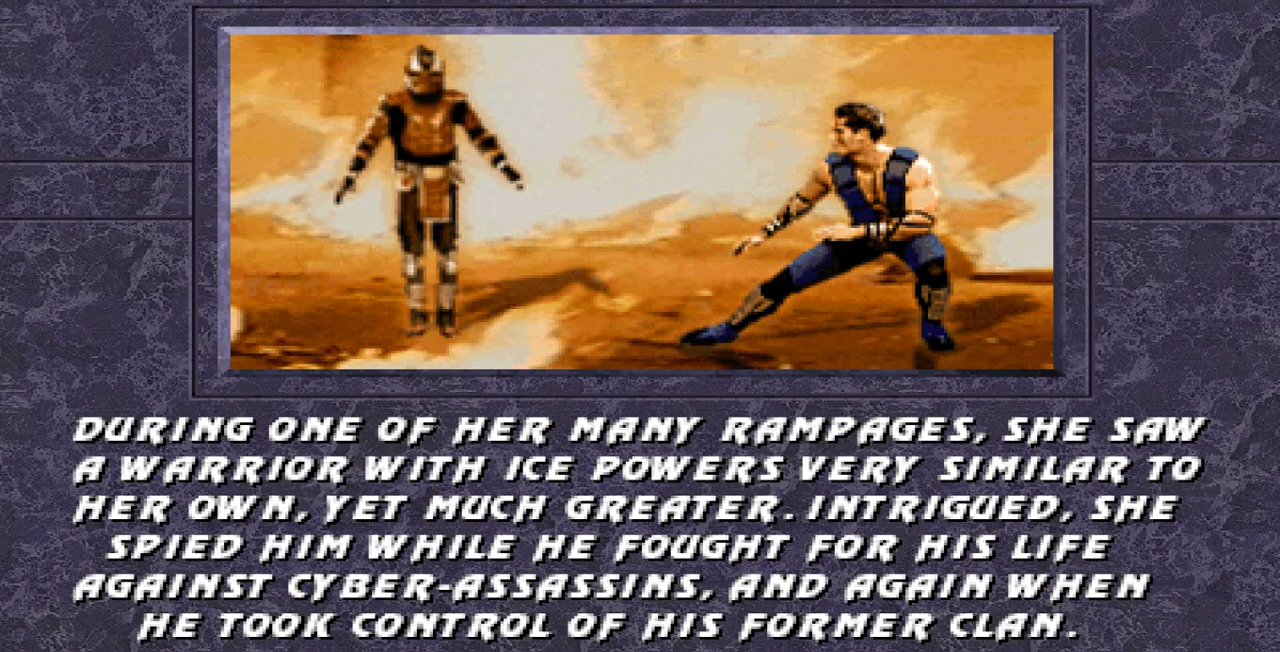 DURING ONE OF HER MANY RAMPAGES, SHE SAW
A WARRIOR WITH ICE POWERS VERY SIMILAR TO
HER OWN, YET MUCH GREATER. INTRIGUED, SHE
SPIED HIM WHILE HE FOUGHT FOR HIS LIFE
AGAINST CYBER-ASSASSINS, AND AGAIN WHEN
HE TOOK CONTROL OF HIS FORMER CLAN.